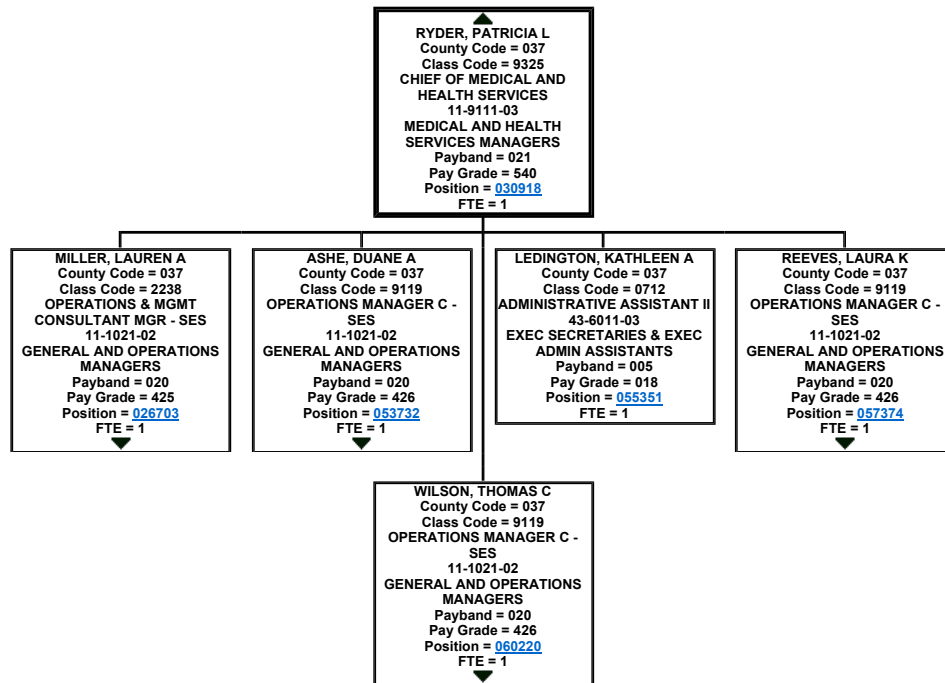 RYDER, PATRICIA L
County Code = 037
Class Code = 9325
CHIEF OF MEDICAL AND
HEALTH SERVICES
11-9111-03
MEDICAL AND HEALTH
SERVICES MANAGERS
Payband = 021
Pay Grade = 540
Position = 030918
FTE = 1
MILLER, LAUREN A
County Code = 037
Class Code = 2238
OPERATIONS & MGMT
CONSULTANT MGR - SES
11-1021-02
GENERAL AND OPERATIONS
MANAGERS
Payband = 020
Pay Grade = 425
Position = 026703
FTE = 1
ASHE, DUANE A
County Code = 037
Class Code = 9119
OPERATIONS MANAGER C -
SES
11-1021-02
GENERAL AND OPERATIONS
MANAGERS
Payband = 020
Pay Grade = 426
Position = 053732
FTE = 1
LEDINGTON, KATHLEEN A
County Code = 037
Class Code = 0712
ADMINISTRATIVE ASSISTANT II
43-6011-03
EXEC SECRETARIES & EXEC
ADMIN ASSISTANTS
Payband = 005
Pay Grade = 018
Position = 055351
FTE = 1
REEVES, LAURA K
County Code = 037
Class Code = 9119
OPERATIONS MANAGER C -
SES
11-1021-02
GENERAL AND OPERATIONS
MANAGERS
Payband = 020
Pay Grade = 426
Position = 057374
FTE = 1
WILSON, THOMAS C
County Code = 037
Class Code = 9119
OPERATIONS MANAGER C -
SES
11-1021-02
GENERAL AND OPERATIONS
MANAGERS
Payband = 020
Pay Grade = 426
Position = 060220
FTE = 1